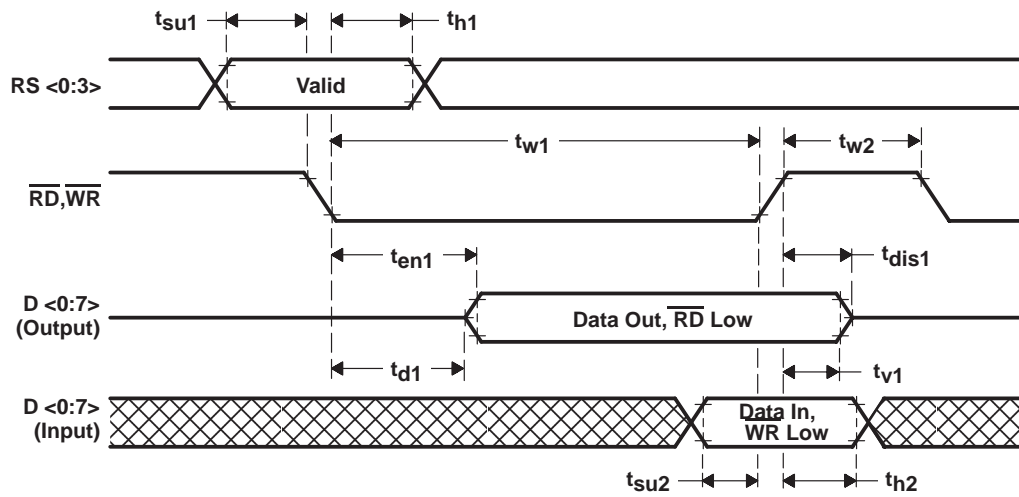 tsu1
th1
RS <0:3>
Valid
tw1
tw2
RD,WR
ten1
tdis1
D <0:7>
(Output)
Data Out, RD Low
td1
tv1
D <0:7>
(Input)
Data In,
WR Low
tsu2
th2